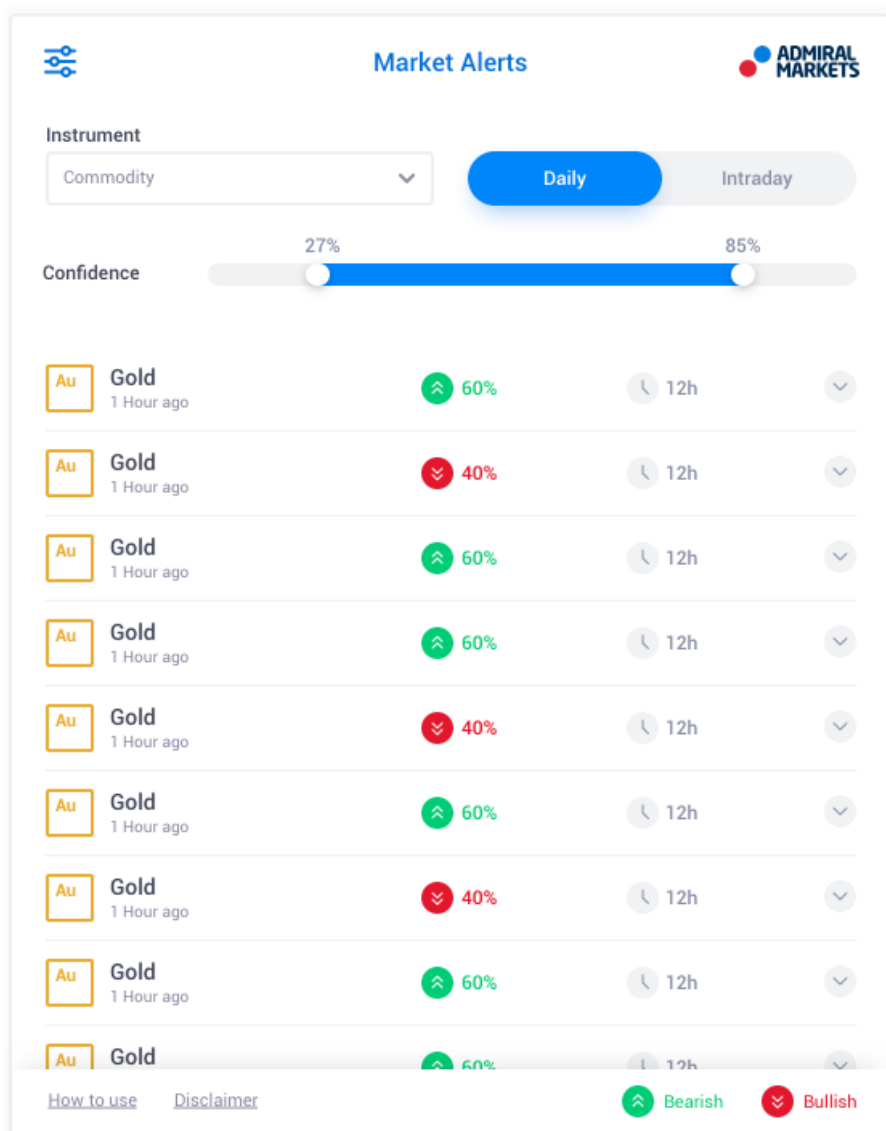 Market Alerts
ADMIRAL
MARKETS
Instrument
Commodity
Daily
Intraday
27%
85%
Confidence
Au
Gold
1 Hour ago
60%
12h
Au
Gold
1 Hour ago
40%
12h
Au
Gold
1 Hour ago
60%
12h
Au
Gold
1 Hour ago
60%
12h
Au
Gold
1 Hour ago
40%
12h
Au
Gold
1 Hour ago
60%
12h
Au
Gold
1 Hour ago
40%
12h
Au
Gold
1 Hour ago
60%
12h
Au
Gold
60%
12h
How to use
Disclaimer
Bearish
Bullish